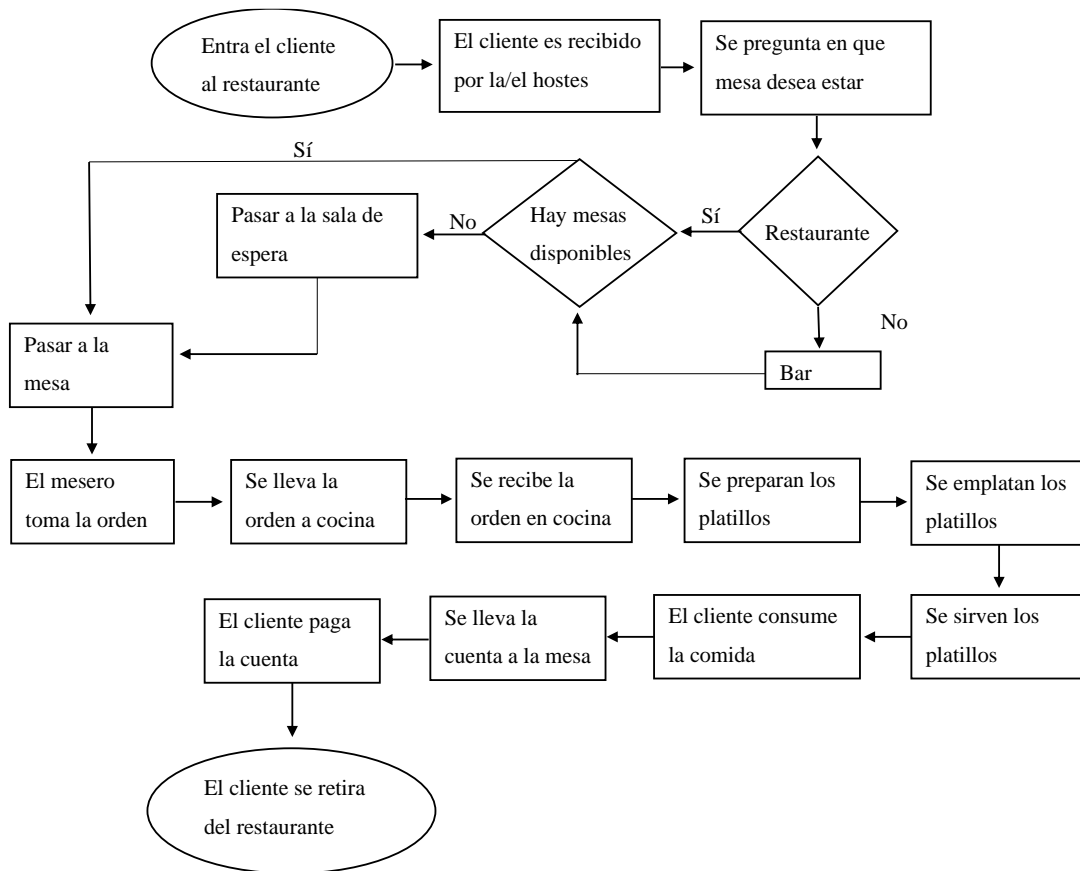 Entra el cliente
al restaurante
El cliente es recibido
por la/el hostes
Se pregunta en que
mesa desea estar
Sí
Pasar a la sala de
espera
No
Hay mesas
disponibles
Sí
Restaurante
No
Pasar a la
mesa
Bar
El mesero
toma la orden
Se lleva la
orden a cocina
Se recibe la
orden en cocina
Se preparan los
platillos
Se emplatan los
platillos
El cliente paga
la cuenta
Se lleva la
cuenta a la mesa
El cliente consume
la comida
Se sirven los
platillos
El cliente se retira
del restaurante